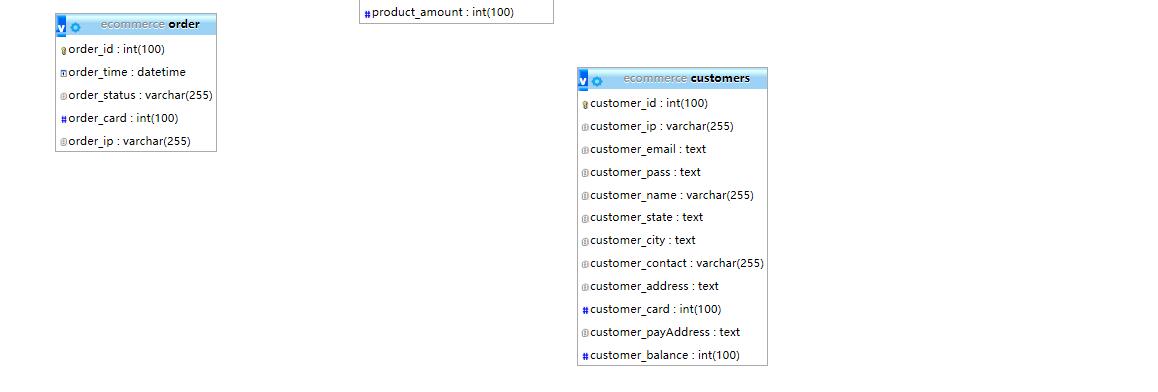 product_amount : int(100)
ecommerce order
order_id : int(100)
order_time : datetime
order_status : varchar(255)
order_card : int(100)
order_ip : varchar(255)
ecommerce customers
customer_id : int(100)
customer_ip : varchar(255)
customer_email : text
customer_pass : text
customer_name : varchar(255)
customer_state : text
customer_city : text
customer_contact : varchar(255)
customer_address : text
customer_card : int(100)
customer_payAddress : text
customer_balance : int(100)